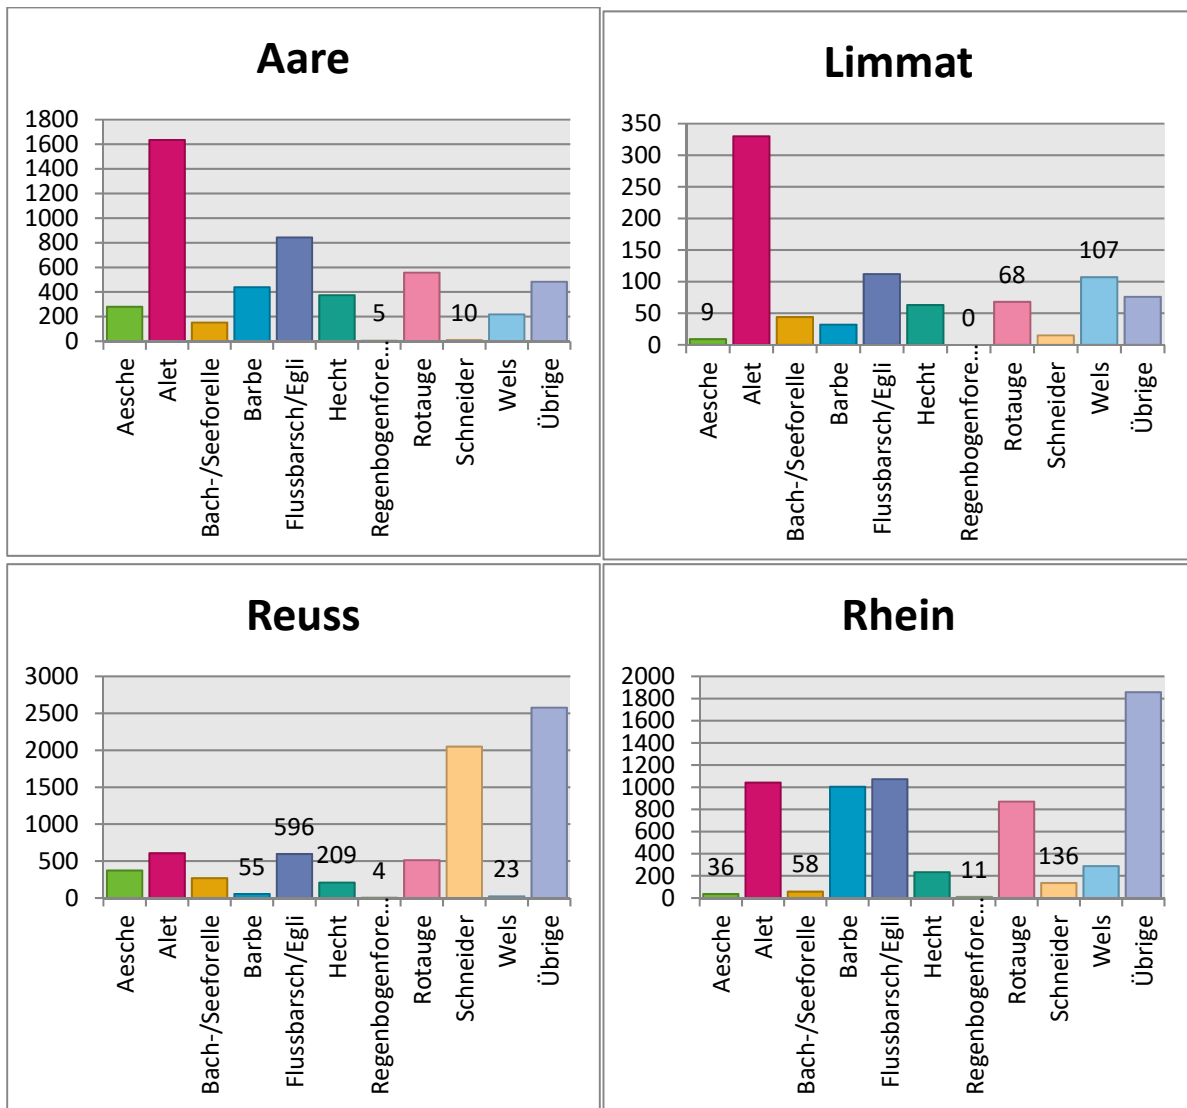 Aare
1800
1600
1400
1200
1000
800
600
400
200
0
5
10
Aesche
Alet
Bach-/Seeforelle
Barbe
Flussbarsch/Egli
Hecht
Regenbogenfore...
Rotauge
Schneider
Wels
Übrige
Limmat
350
300
250
200
150
100
50
0
9
0
68
107
Aesche
Alet
Bach-/Seeforelle
Barbe
Flussbarsch/Egli
Hecht
Regenbogenfore...
Rotauge
Schneider
Wels
Übrige
Reuss
3000
2500
2000
1500
1000
500
0
55
596
209
4
23
Aesche
Alet
Bach-/Seeforelle
Barbe
Flussbarsch/Egli
Hecht
Regenbogenfore...
Rotauge
Schneider
Wels
Übrige
Rhein
2000
1800
1600
1400
1200
1000
800
600
400
200
0
36
58
11
136
Aesche
Alet
Bach-/Seeforelle
Barbe
Flussbarsch/Egli
Hecht
Regenbogenfore...
Rotauge
Schneider
Wels
Übrige